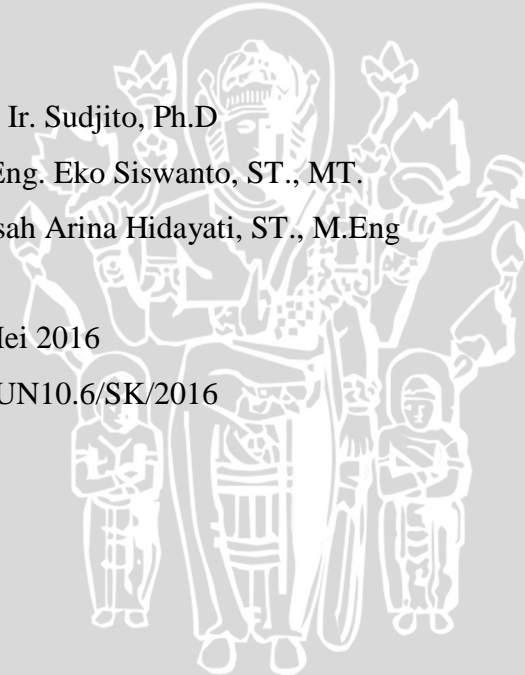 Ir. Sudjito, Ph.D
Eng. Eko Siswanto, ST., MT.
sah Arina Hidayati, ST., M.Eng
Mei 2016
UN10.6/SK/2016